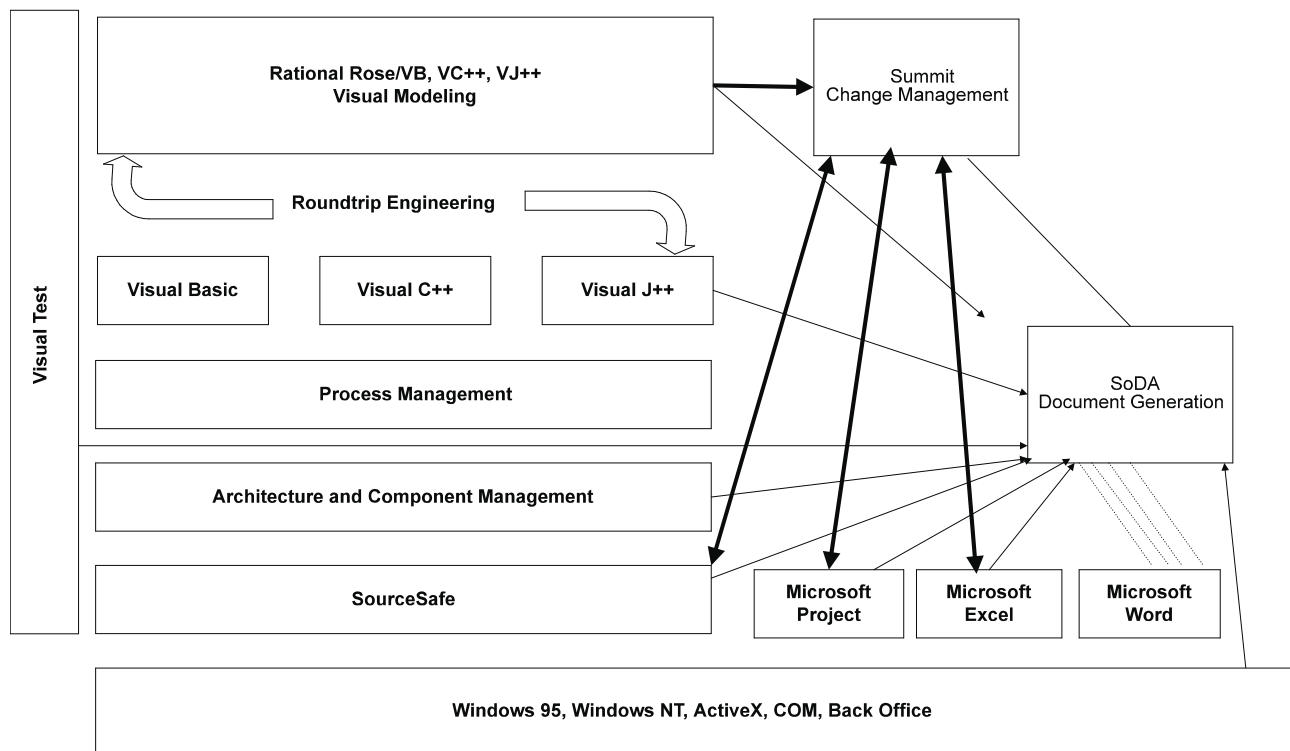 Visual Test
Rational Rose/VB, VC++, VJ++
Visual Modeling
Summit
Change Management
Roundtrip Engineering
Visual Basic
Visual C++
Visual J++
Process Management
SoDA
Document Generation
Architecture and Component Management
SourceSafe
Microsoft
Project
Microsoft
Excel
Microsoft
Word
Windows 95, Windows NT, ActiveX, COM, Back Office